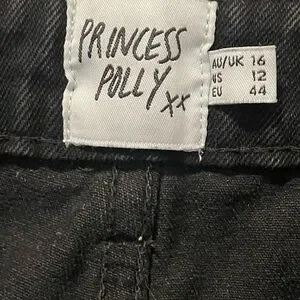 PRINCESS
POLLY xx
AU/UK 16
US 12
EU 44